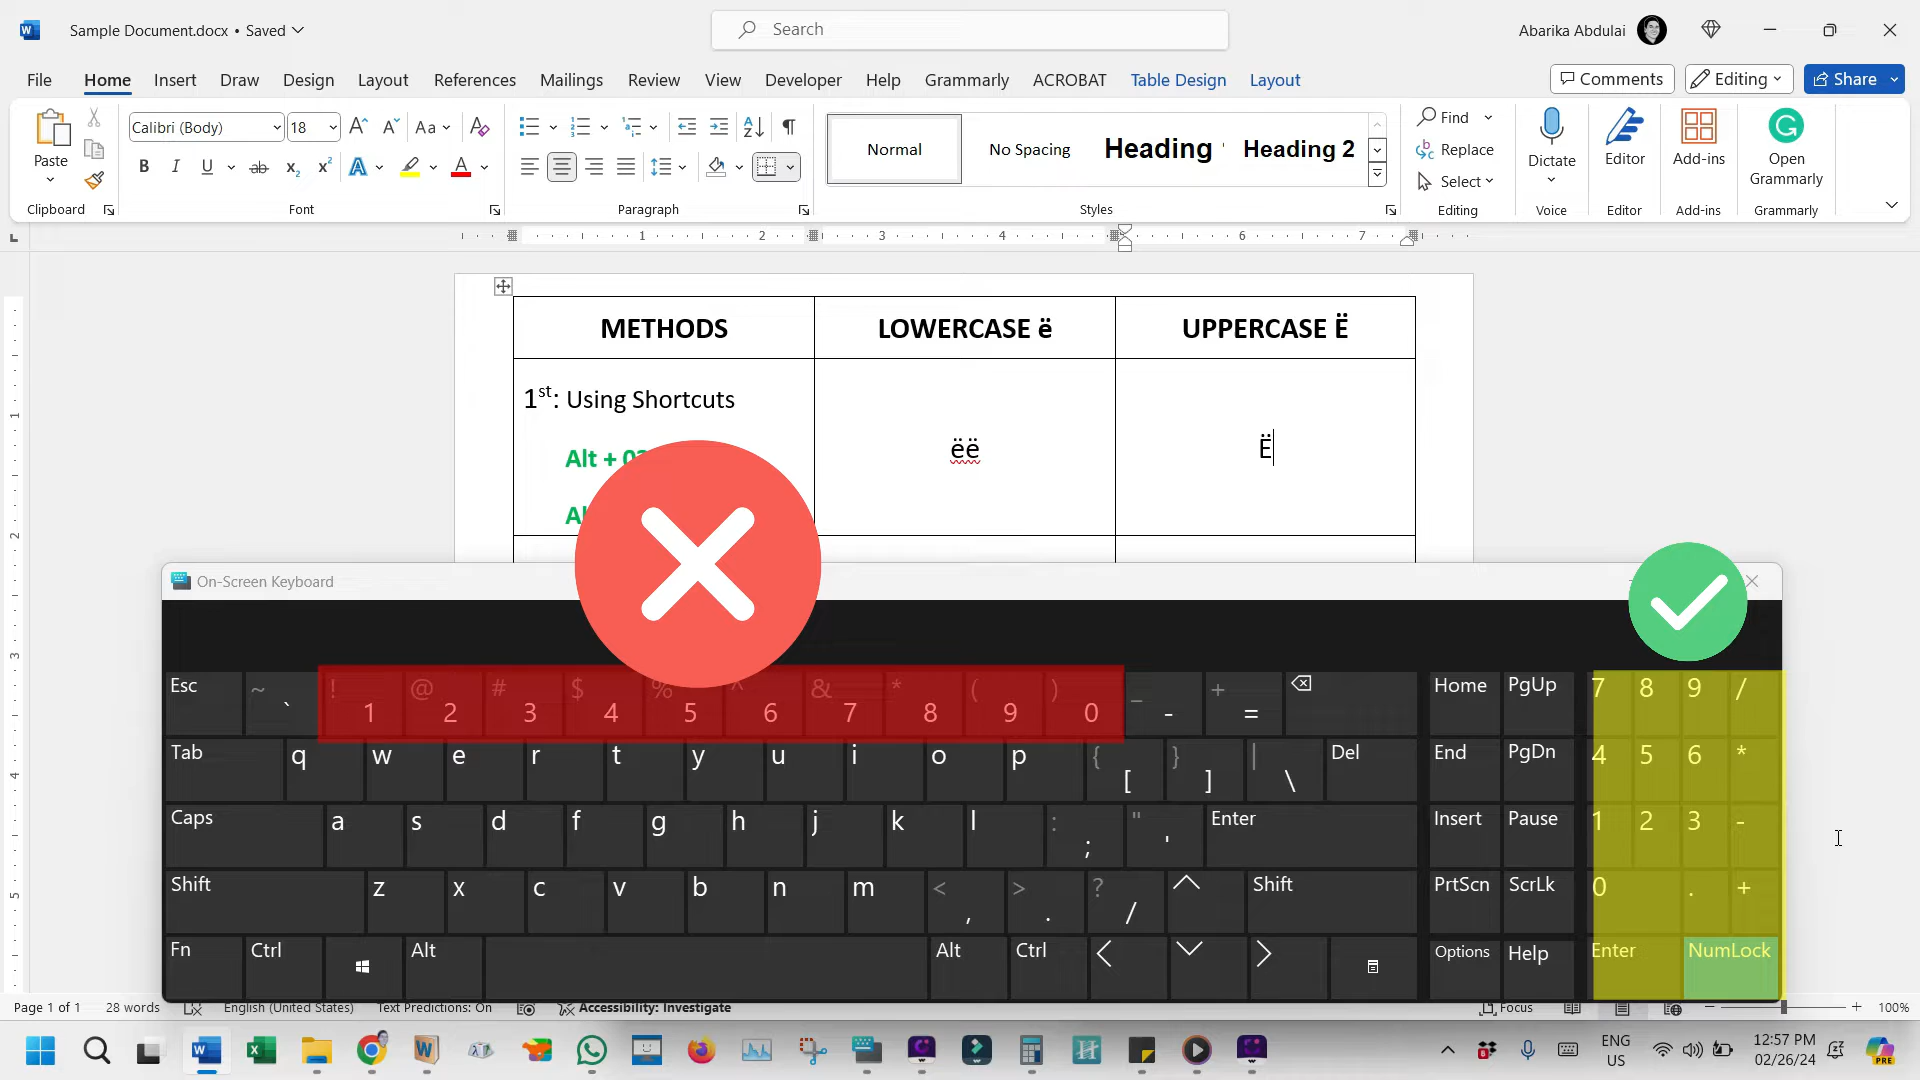 Sample Document.docx • Saved
Search
Abarika Abdulai
File Home Insert Draw Design Layout References Mailings Review View Developer Help Grammarly ACROBAT Table Design Layout
Comments Editing Share
Paste
Calibri (Body) 18
Normal No Spacing Heading Heading 2
Find
Replace
Select
Dictate
Editor
Add-ins
Open
Grammarly
Clipboard Font Paragraph Styles Editing Voice Editor Add-ins Grammarly
1 2 3 4 6 7
METHODS LOWERCASE ë UPPERCASE Ë
1st: Using Shortcuts
Alt +
ëë Ë
On-Screen Keyboard
Esc ~ ` ! 1 @ 2 # 3 $ 4 % 5 ^ 6 & 7 * 8 ( 9 ) 0 _ - + = Home PgUp 7 8 9 /
Tab q w e r t y u i o p { [ } ] | \ Del End PgDn 4 5 6 *
Caps a s d f g h j k l : ; " ' Enter Insert Pause 1 2 3 -
Shift z x c v b n m < , > . ? / Shift PrtScn ScrLk 0 . +
Fn Ctrl Alt Alt Ctrl Options Help Enter NumLock
Page 1 of 1 28 words English (United States) Text Predictions: On Accessibility: Investigate Focus 100%
ENG
US
12:57 PM
02/26/24